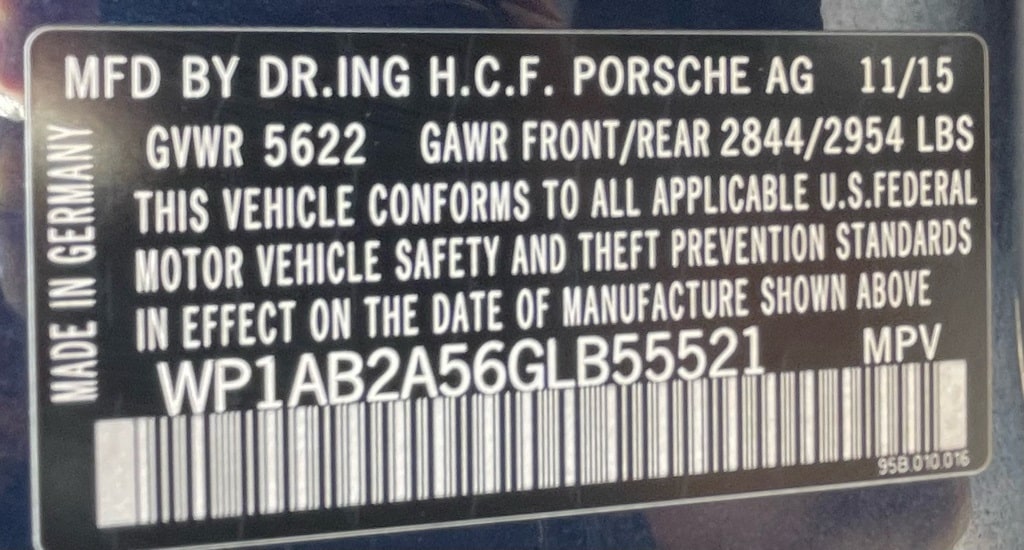 MFD BY DR.ING H.C.F. PORSCHE AG 11/15
GVWR 5622 GAWR FRONT/REAR 2844/2954 LBS
THIS VEHICLE CONFORMS TO ALL APPLICABLE U.S.FEDERAL
MOTOR VEHICLE SAFETY AND THEFT PREVENTION STANDARDS
IN EFFECT ON THE DATE OF MANUFACTURE SHOWN ABOVE
WP1AB2A56GLB55521 MPV
95B.010.016
MADE IN GERMANY